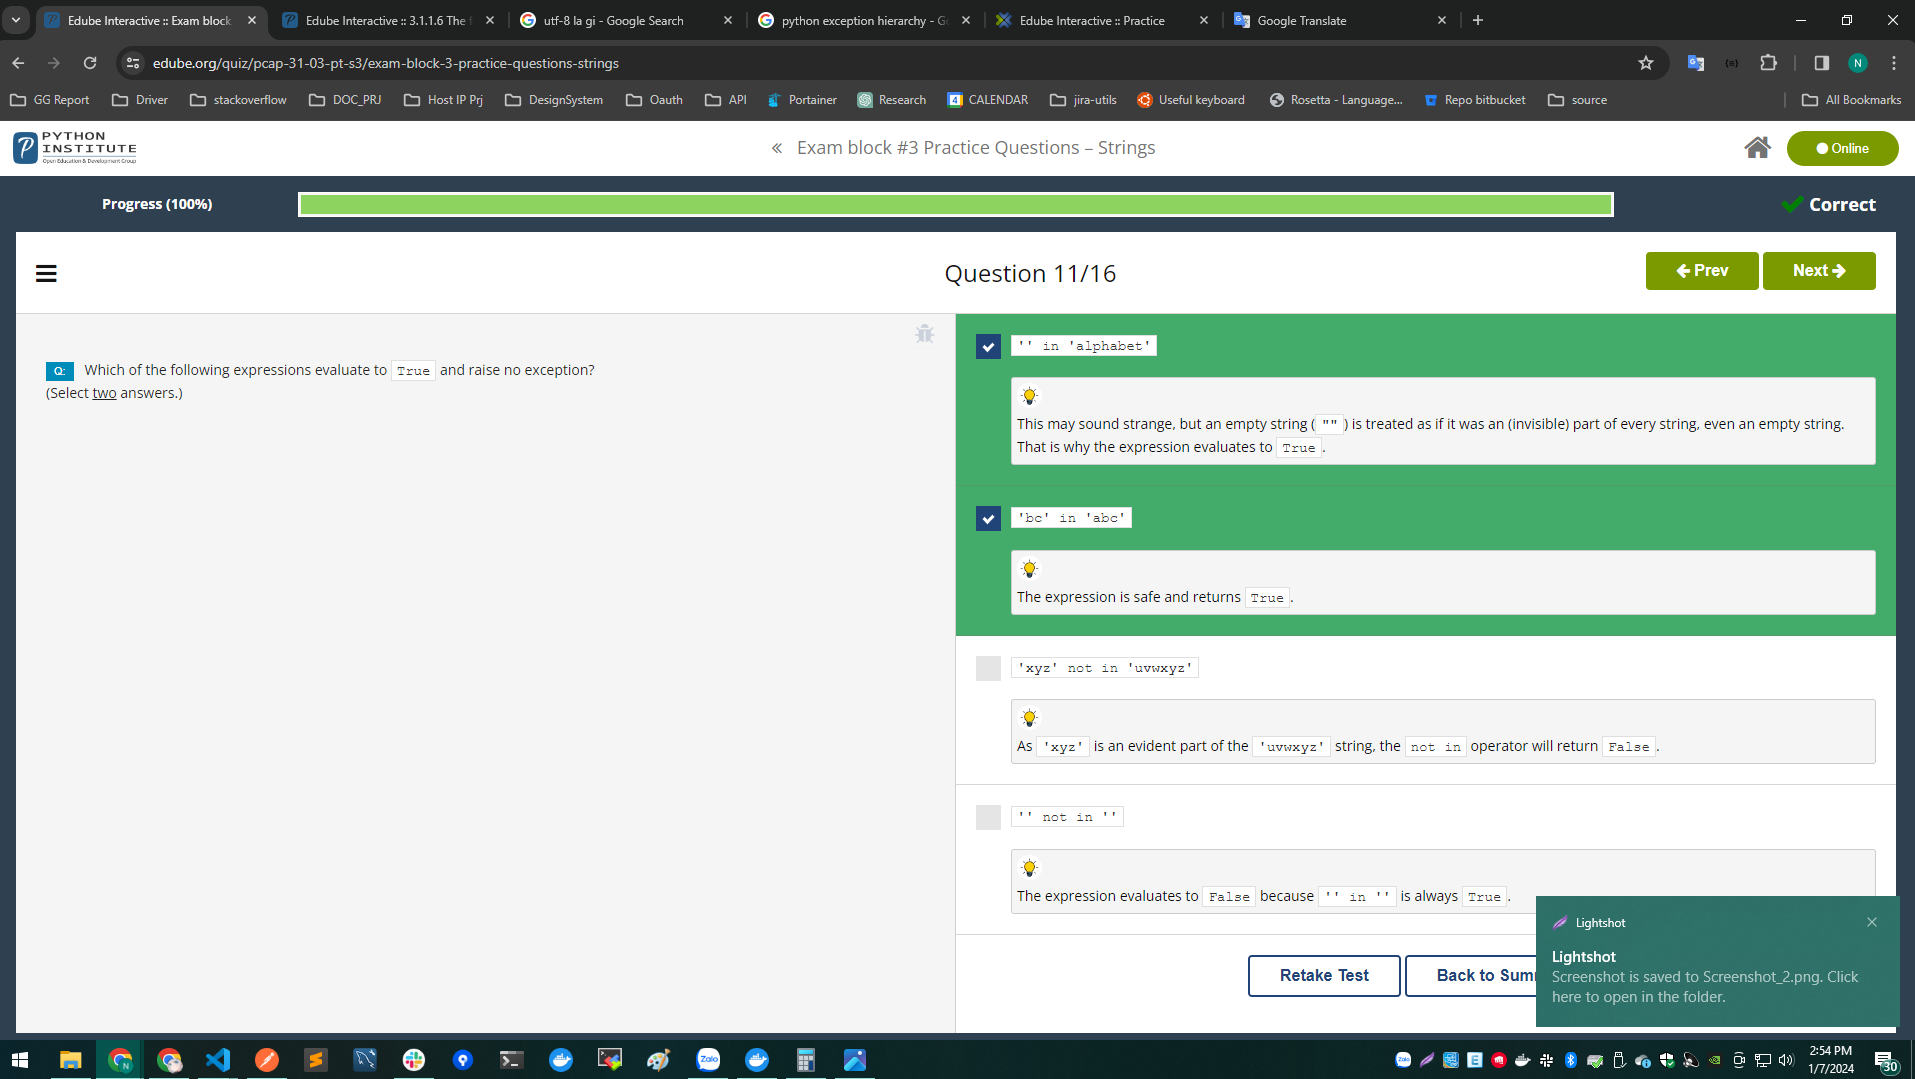 Edube Interactive :: Exam block
Edube Interactive :: 3.1.1.6 The f
utf-8 la gi - Google Search
python exception hierarchy - Go
Edube Interactive :: Practice
Google Translate
edube.org/quiz/pcap-31-03-pt-s3/exam-block-3-practice-questions-strings
N
GG Report
Driver
stackoverflow
DOC_PRJ
Host IP Prj
DesignSystem
Oauth
API
Portainer
Research
CALENDAR
jira-utils
Useful keyboard
Rosetta - Language...
Repo bitbucket
source
All Bookmarks
PYTHON
INSTITUTE
Open Education & Development Group
« Exam block #3 Practice Questions – Strings
Online
Progress (100%)
Correct
Question 11/16
Prev
Next
Q: Which of the following expressions evaluate to True and raise no exception?
(Select two answers.)
'' in 'alphabet'
This may sound strange, but an empty string ( "" ) is treated as if it was an (invisible) part of every string, even an empty string.
That is why the expression evaluates to True .
'bc' in 'abc'
The expression is safe and returns True .
'xyz' not in 'uvwxyz'
As 'xyz' is an evident part of the 'uvwxyz' string, the not in operator will return False .
'' not in ''
The expression evaluates to False because '' in '' is always True .
Retake Test
Back to Sum
Lightshot
Lightshot
Screenshot is saved to Screenshot_2.png. Click
here to open in the folder.
Zalo
2:54 PM
1/7/2024
30